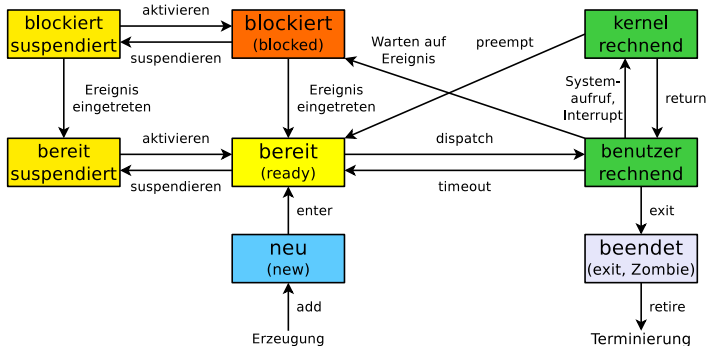 blockiert
suspendiert
aktivieren
suspendieren
blockiert
(blocked)
Warten auf
Ereignis
preempt
kernel
rechnend
Ereignis
eingetreten
Ereignis
eingetreten
System-
aufruf,
Interrupt
return
bereit
suspendiert
aktivieren
suspendieren
bereit
(ready)
dispatch
timeout
benutzer
rechnend
enter
exit
neu
(new)
beendet
(exit, Zombie)
add
retire
Erzeugung
Terminierung